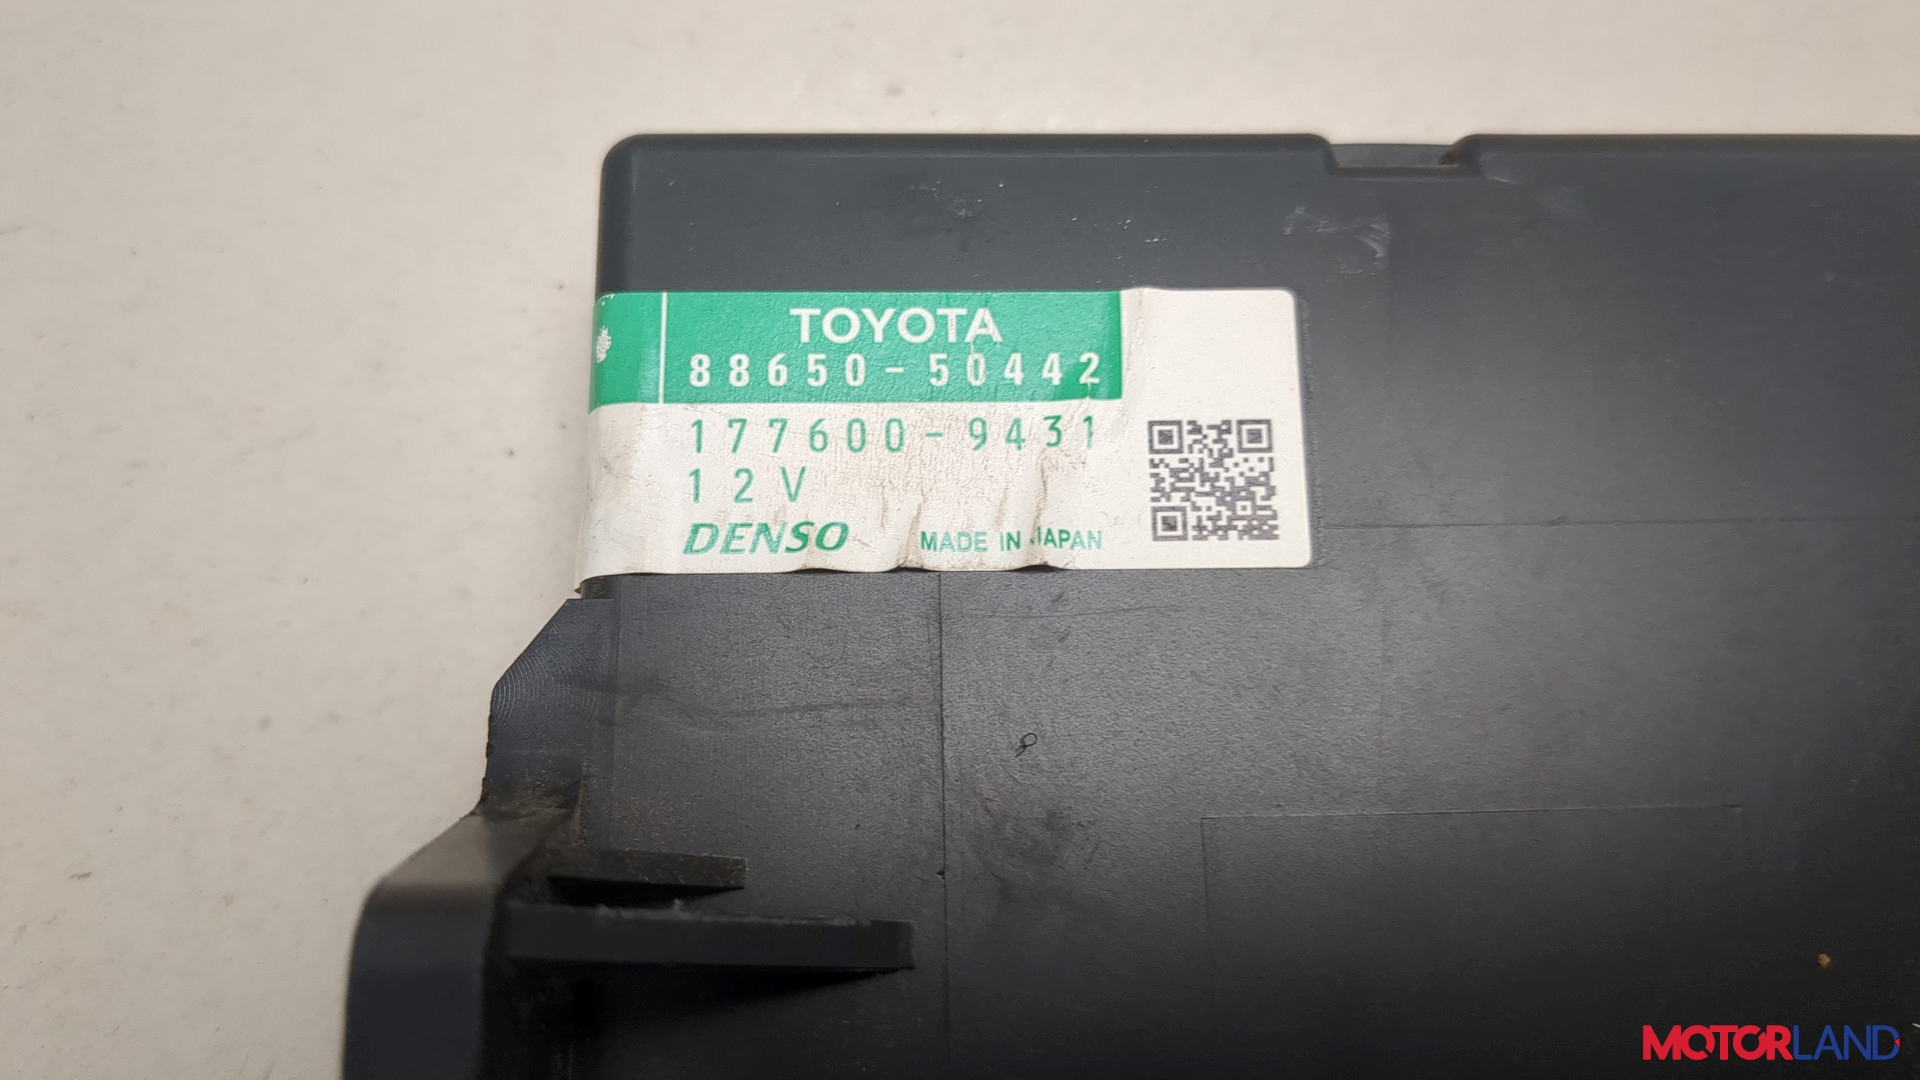 TOYOTA
88650-50442
177600-9431
12V
DENSO MADE IN JAPAN
MOTORLAND